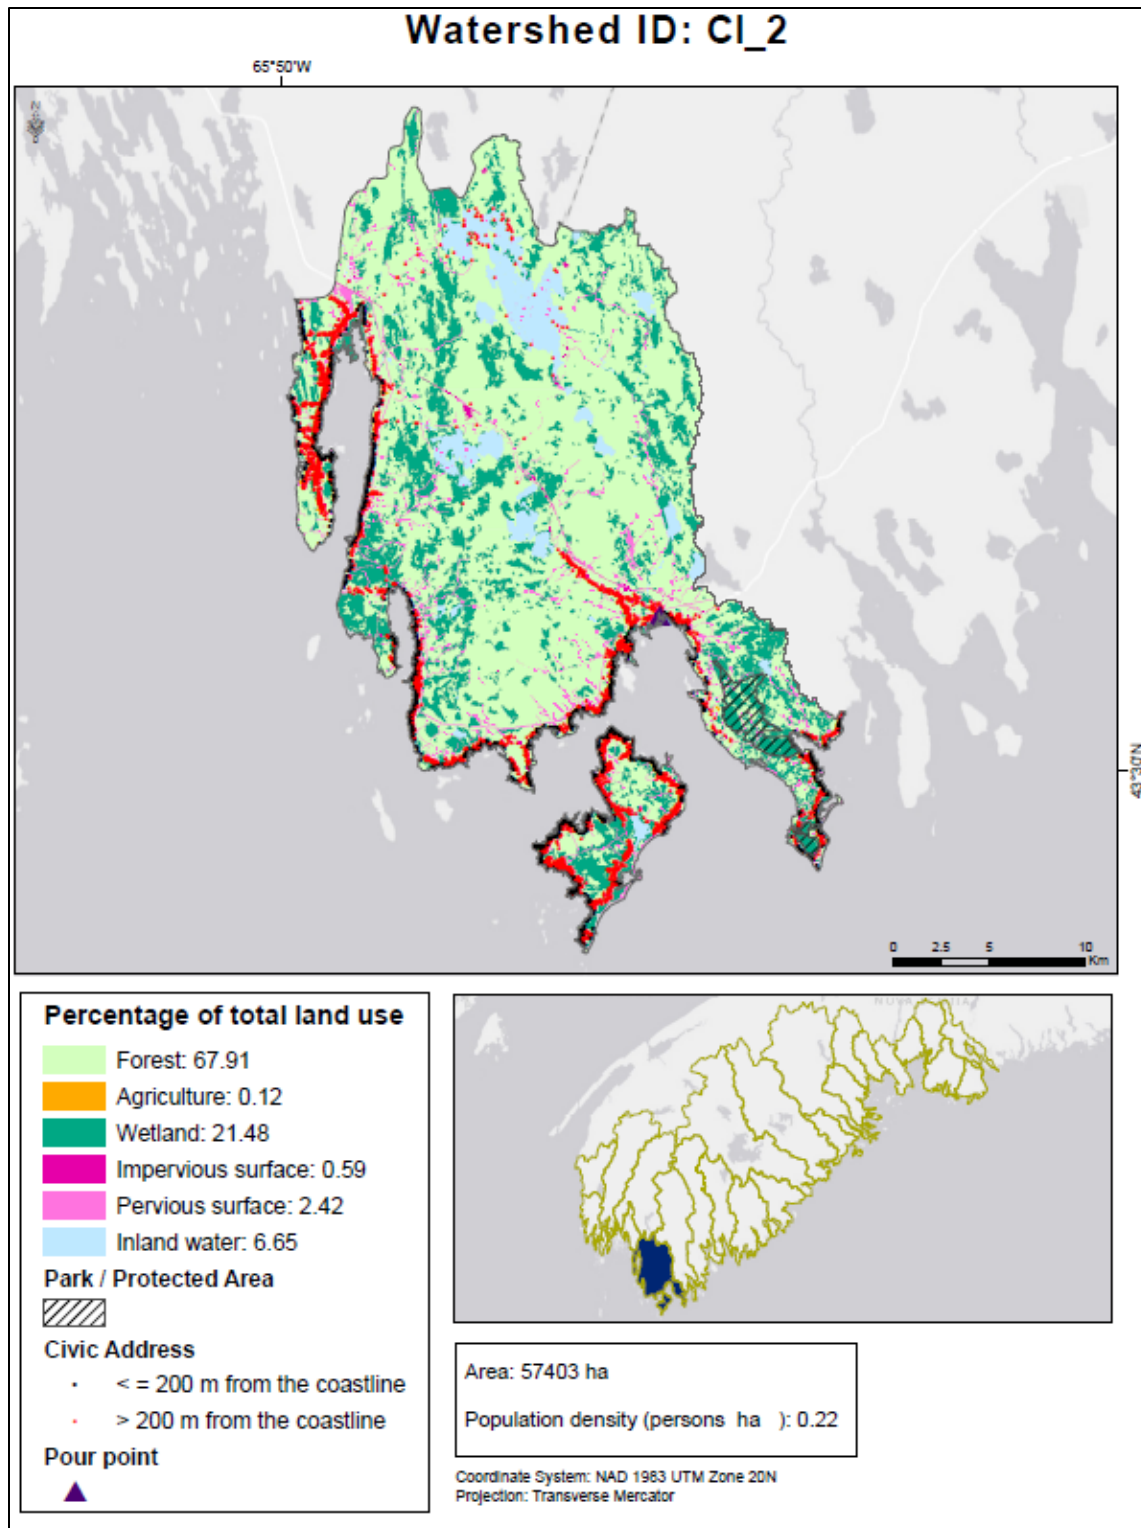 Watershed ID: CI_2
65°50'W
N
43°30'N
0 2.5 5 10
Km
Percentage of total land use
Forest: 67.91
Agriculture: 0.12
Wetland: 21.48
Impervious surface: 0.59
Pervious surface: 2.42
Inland water: 6.65
Park / Protected Area
Civic Address
< = 200 m from the coastline
> 200 m from the coastline
Pour point
Area: 57403 ha
Population density (persons ha ): 0.22
Coordinate System: NAD 1983 UTM Zone 20N
Projection: Transverse Mercator